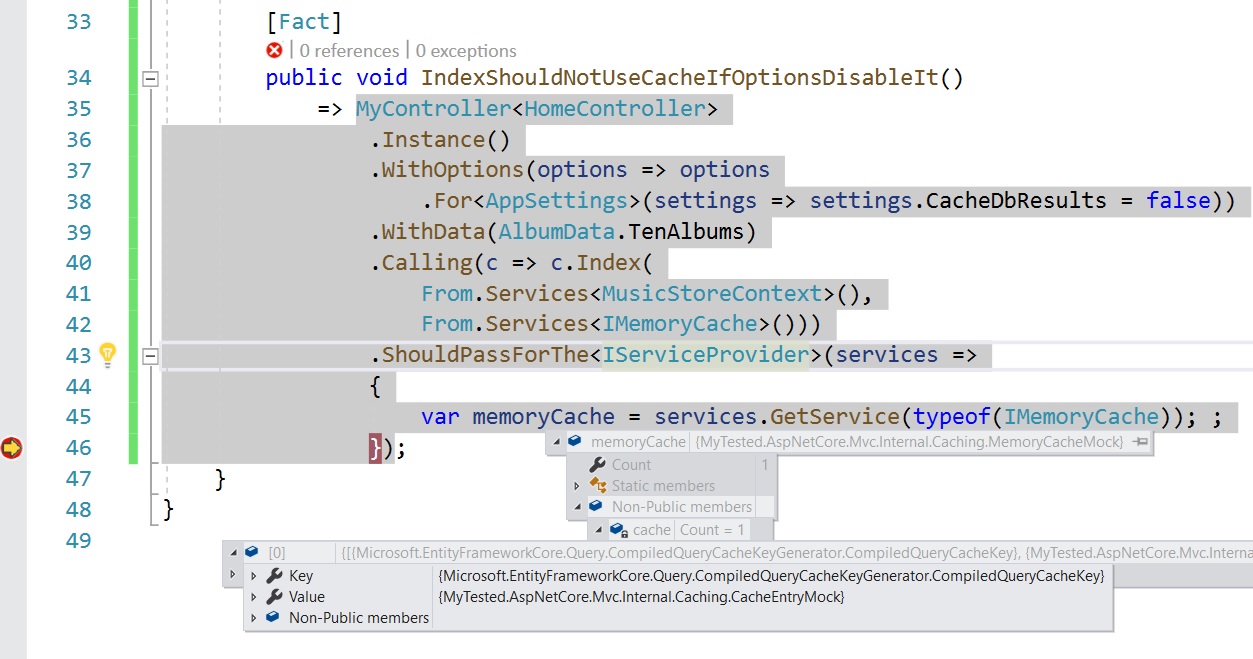 33 [Fact]
0 references | 0 exceptions
34 public void IndexShouldNotUseCacheIfOptionsDisableIt()
35 => MyController<HomeController>
36 .Instance()
37 .WithOptions(options => options
38 .For<AppSettings>(settings => settings.CacheDbResults = false))
39 .WithData(AlbumData.TenAlbums)
40 .Calling(c => c.Index(
41 From.Services<MusicStoreContext>(),
42 From.Services<IMemoryCache>()))
43 .ShouldPassForThe<IServiceProvider>(services =>
44 {
45 var memoryCache = services.GetService(typeof(IMemoryCache)); ;
46 });
memoryCache {MyTested.AspNetCore.Mvc.Internal.Caching.MemoryCacheMock}
Count 1
Static members
47 }
Non-Public members
48 }
cache Count = 1
49
[0] {[{Microsoft.EntityFrameworkCore.Query.CompiledQueryCacheKeyGenerator.CompiledQueryCacheKey}, {MyTested.AspNetCore.Mvc.Interna
Key {Microsoft.EntityFrameworkCore.Query.CompiledQueryCacheKeyGenerator.CompiledQueryCacheKey}
Value {MyTested.AspNetCore.Mvc.Internal.Caching.CacheEntryMock}
Non-Public members